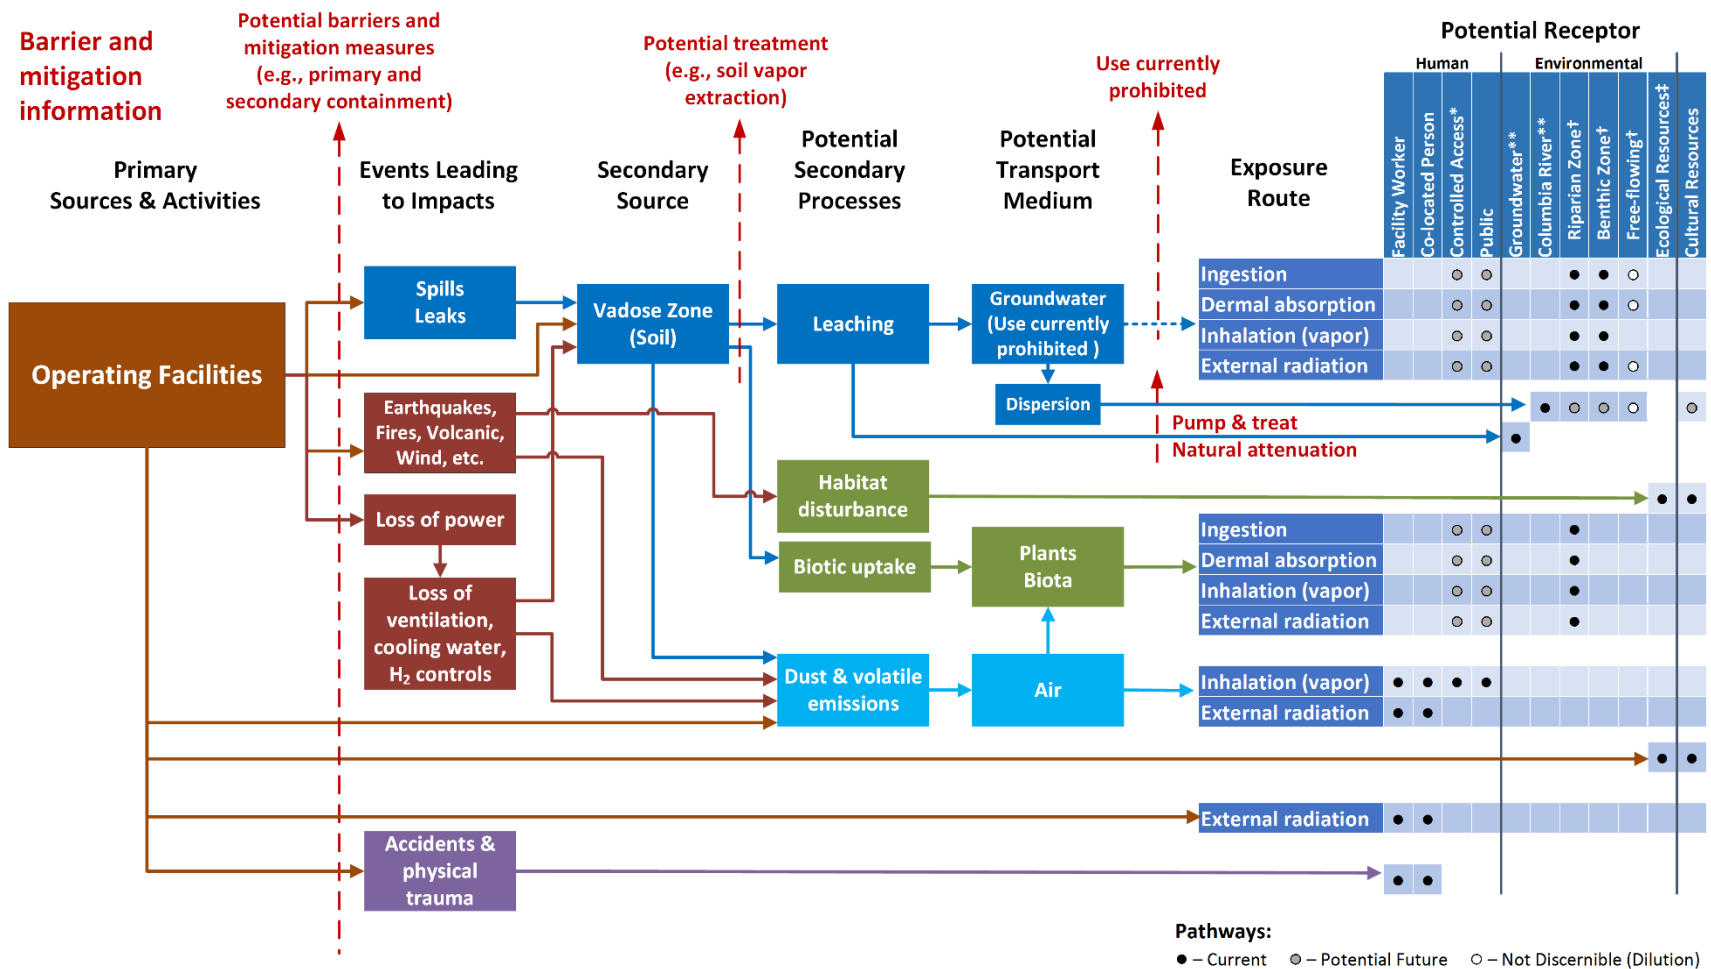 Barrier and
mitigation
information
Potential barriers and
mitigation measures
(e.g., primary and
secondary containment)
Potential treatment
(e.g., soil vapor
extraction)
Use currently
prohibited
Potential Receptor
Human
Environmental
Facility Worker
Co-located Person
Controlled Access*
Public
Groundwater**
Columbia River**
Riparian Zone†
Benthic Zone†
Free-flowing†
Ecological Resources‡
Cultural Resources
Primary
Sources & Activities
Events Leading
to Impacts
Secondary
Source
Potential
Secondary
Processes
Potential
Transport
Medium
Exposure
Route
Operating Facilities
Spills
Leaks
Vadose Zone
(Soil)
Leaching
Groundwater
(Use currently
prohibited )
Ingestion
Dermal absorption
Inhalation (vapor)
External radiation
Dispersion
Pump & treat
Natural attenuation
Earthquakes,
Fires, Volcanic,
Wind, etc.
Habitat
disturbance
Loss of power
Biotic uptake
Plants
Biota
Ingestion
Dermal absorption
Inhalation (vapor)
External radiation
Loss of
ventilation,
cooling water,
H₂ controls
Dust & volatile
emissions
Air
Inhalation (vapor)
External radiation
External radiation
Accidents &
physical
trauma
Pathways:
– Current
– Potential Future
– Not Discernible (Dilution)